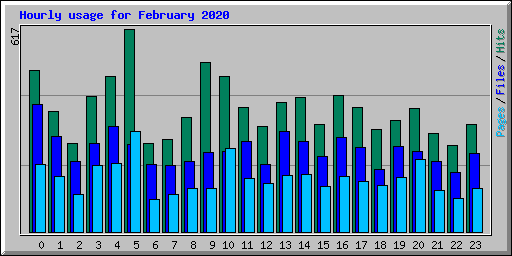 Hourly usage for February 2020
617
Pages / Files / Hits
0 1 2 3 4 5 6 7 8 9 10 11 12 13 14 15 16 17 18 19 20 21 22 23